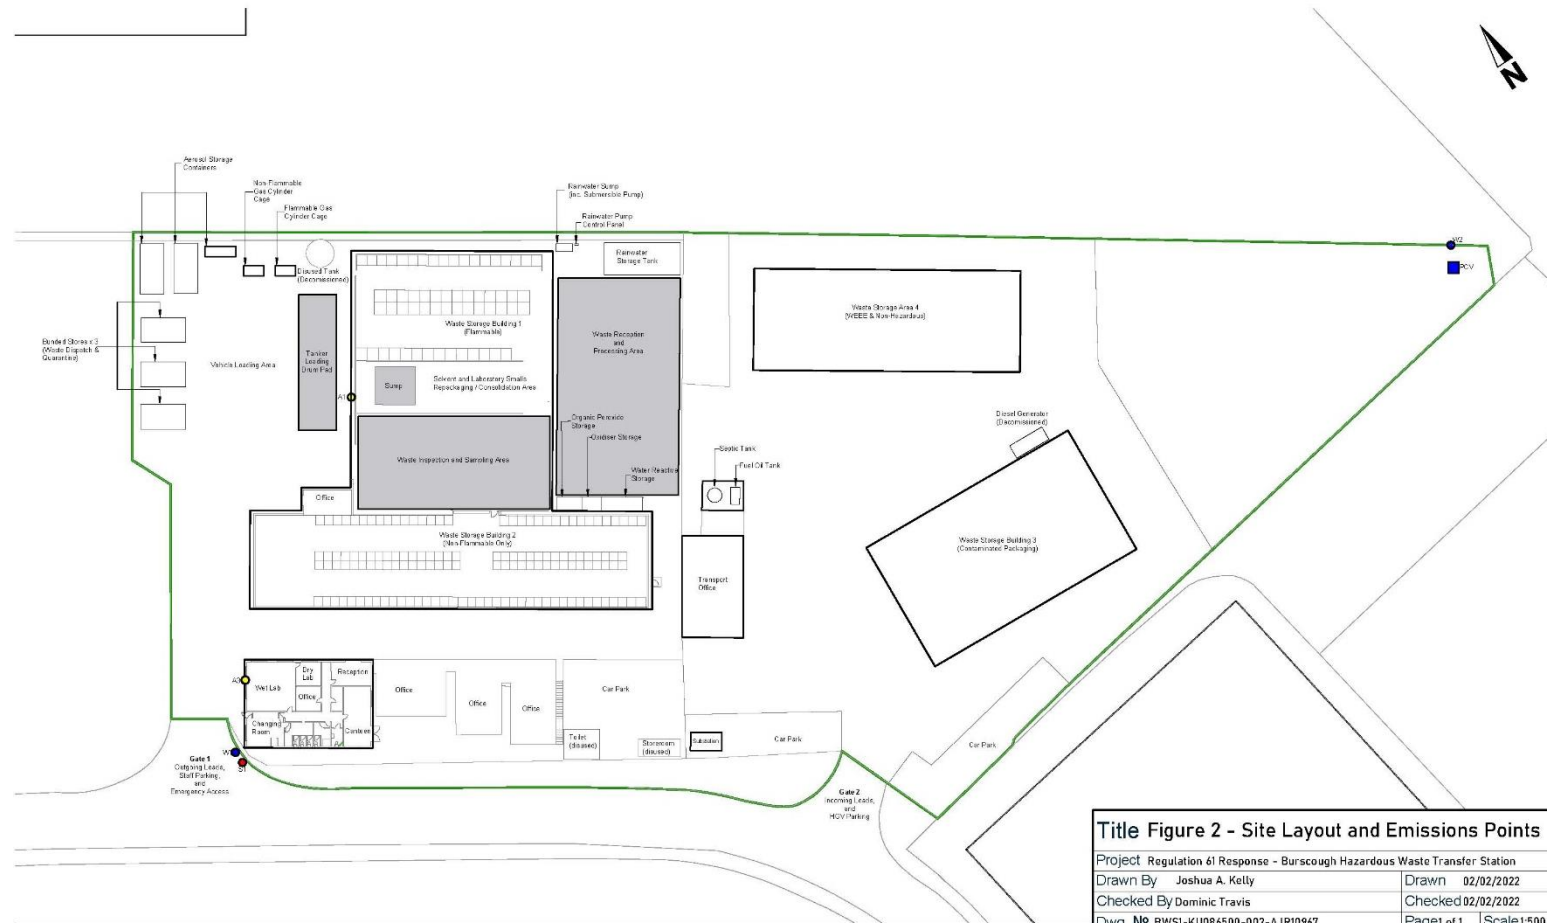 N
Aerosol Storage
Containers
Non-Flammable
Gas Cylinder
Cage
Flammable Gas
Cylinder Cage
Rainwater Sump
(inc. Submersible Pump)
Rainwater Pump
Control Panel
Rainwater
Storage Tank
Disused Tank
(Decomissioned)
W2
PCV
Waste Storage Building 1
(Flammable)
Waste Storage Area 4
(WEEE & Non-Hazardous)
Bunded Stores x 3
(Waste Dispatch &
Quarantine)
Vehicle Loading Area
Tanker
Loading
Drum Pad
Waste Reception
and
Processing Area
Sump
Solvent and Laboratory Smalls
Repackaging / Consolidation Area
A1
Organic Peroxide
Storage
Oxidiser Storage
Water Reactive
Storage
Waste Inspection and Sampling Area
Diesel Generator
(Decomissioned)
Septic Tank
Fuel Oil Tank
Office
Waste Storage Building 2
(Non-Flammable Only)
Waste Storage Building 3
(Contaminated Packaging)
Transport
Office
Wet Lab
Dry
Lab
Reception
Office
Changing
Room
Canteen
Office
Office
Office
Car Park
Toilet
(disused)
Storeroom
(disused)
Substation
Car Park
Car Park
S1
Gate 1
Outgoing Loads,
Staff Parking,
and
Emergency Access
Gate 2
Incoming Loads,
and
HGV Parking
Title Figure 2 - Site Layout and Emissions Points
Project Regulation 61 Response - Burscough Hazardous Waste Transfer Station
Drawn By Joshua A. Kelly Drawn 02/02/2022
Checked By Dominic Travis Checked 02/02/2022
Dwg. № Page 1 of 1 Scale 1:500